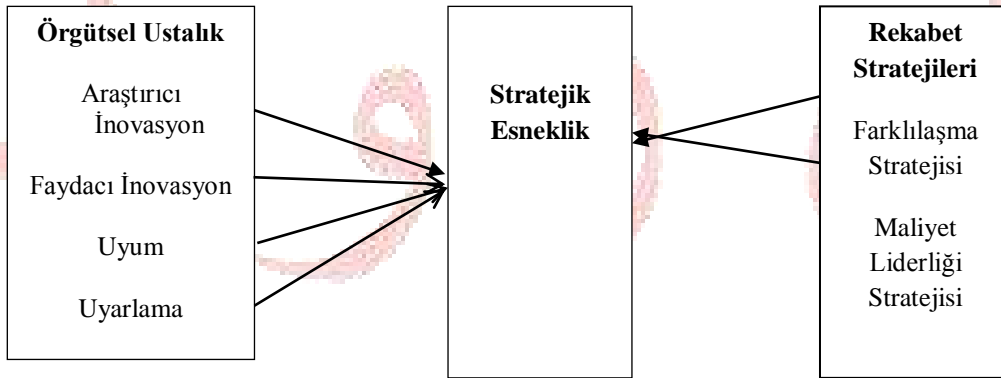 Örgütsel Ustalık
Araştırıcı
İnovasyon
Faydacı İnovasyon
Uyum
Uyarlama
Stratejik
Esneklik
Rekabet
Stratejileri
Farklılaşma
Stratejisi
Maliyet
Liderliği
Stratejisi